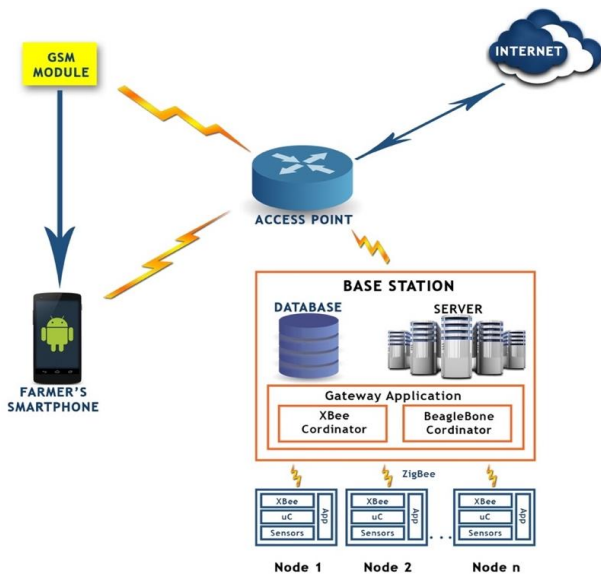 GSM
MODULE
INTERNET
ACCESS POINT
FARMER'S
SMARTPHONE
BASE STATION
DATABASE
SERVER
Gateway Application
XBee
Cordinator
BeagleBone
Cordinator
ZigBee
XBee
uC
Sensors
App
XBee
uC
Sensors
App
...
XBee
uC
Sensors
App
Node 1
Node 2
Node n